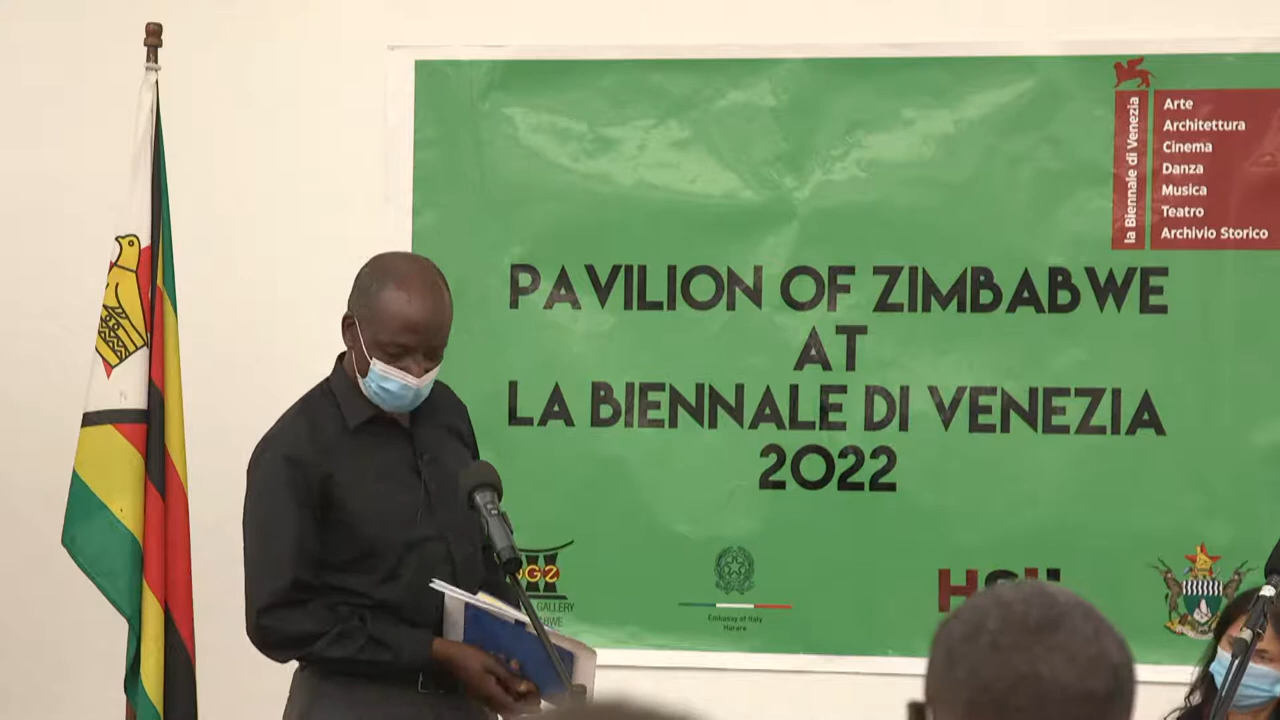 la Biennale di Venezia
Arte
Architettura
Cinema
Danza
Musica
Teatro
Archivio Storico
PAVILION OF ZIMBABWE
AT
LA BIENNALE DI VENEZIA
2022
GALLERY
Embassy of Italy
Harare